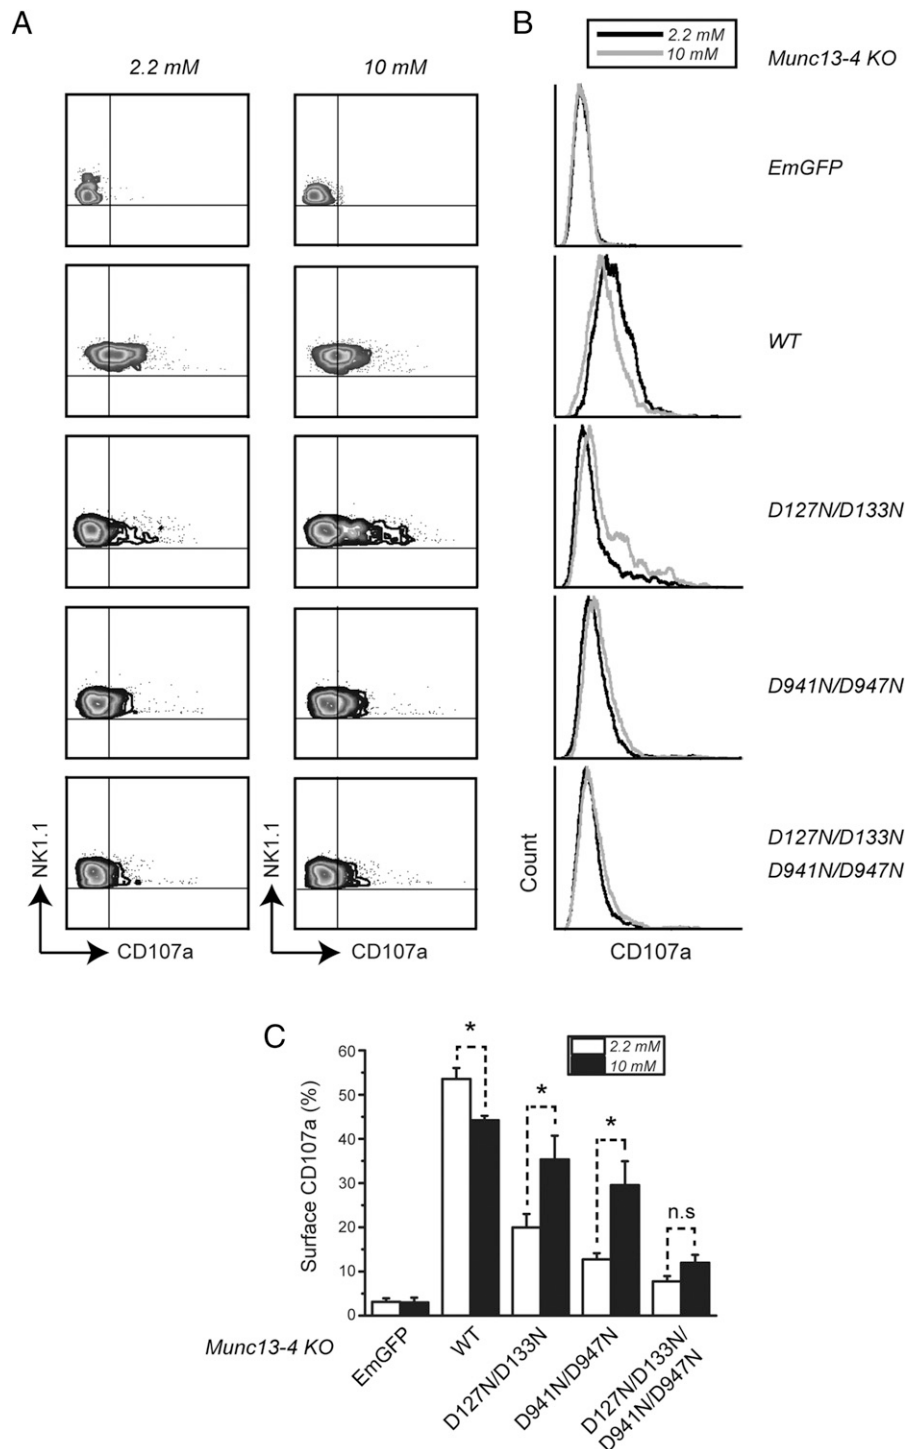 A
2.2 mM
10 mM
NK1.1
CD107a
NK1.1
CD107a
B
2.2 mM
10 mM
Munc13-4 KO
EmGFP
WT
D127N/D133N
D941N/D947N
D127N/D133N
D941N/D947N
Count
CD107a
C
2.2 mM
10 mM
Surface CD107a (%)
60
50
40
30
20
10
0
*
*
*
n.s
Munc13-4 KO
EmGFP
WT
D127N/D133N
D941N/D947N
D127N/D133N/
D941N/D947N